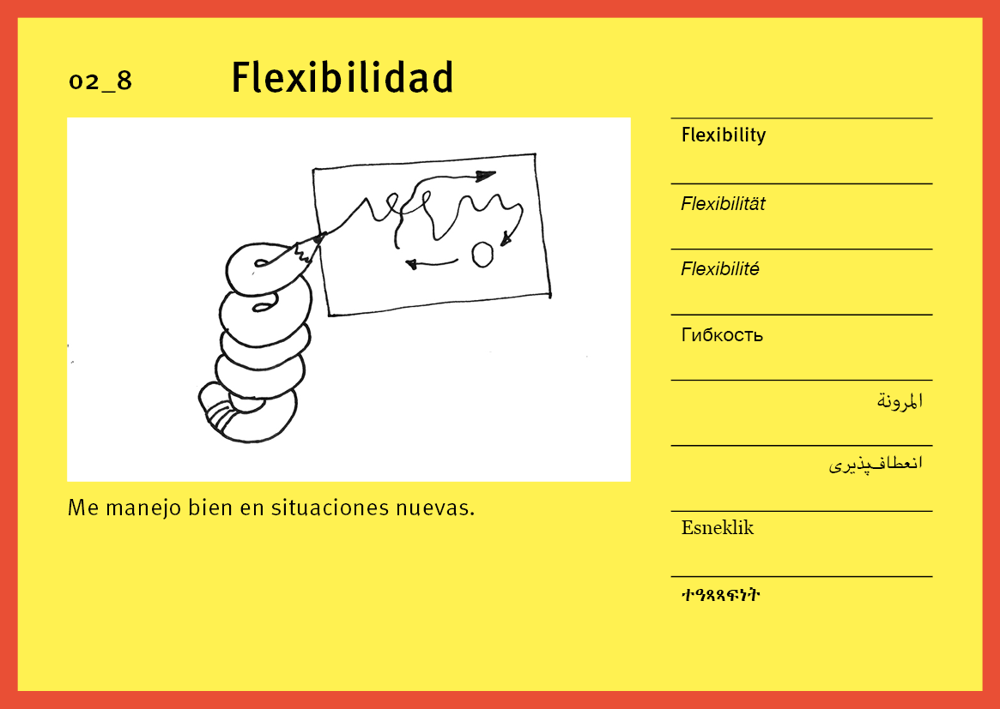 02_8
Flexibilidad
Flexibility
Flexibilität
Flexibilité
Гибкость
المرونة
انعطاف‌پذیری
Esneklik
ተዓጻጻፍነት
Me manejo bien en situaciones nuevas.